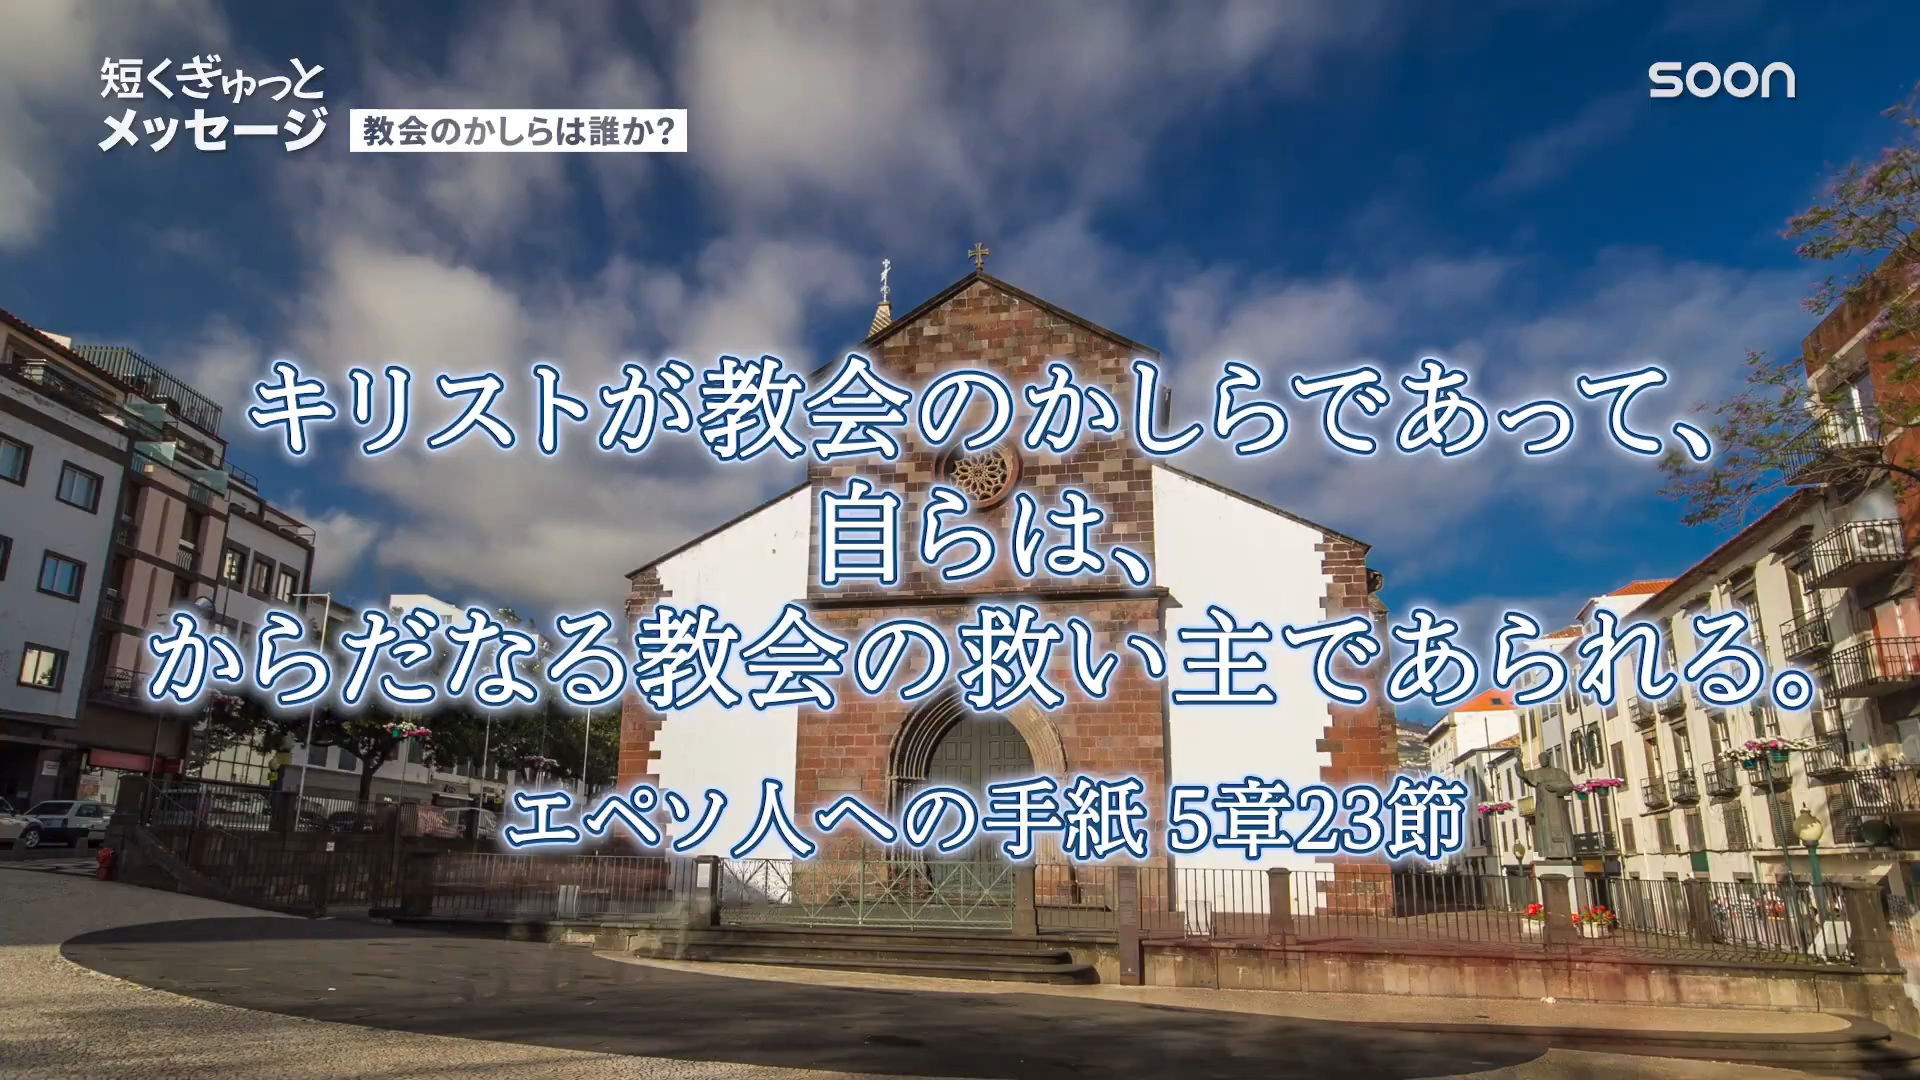 短くぎゅっと
メッセージ
教会のかしらは誰か?
soon
キリストが教会のかしらであって、
自らは、
からだなる教会の救い主であられる。
エペソ人への手紙 5章23節